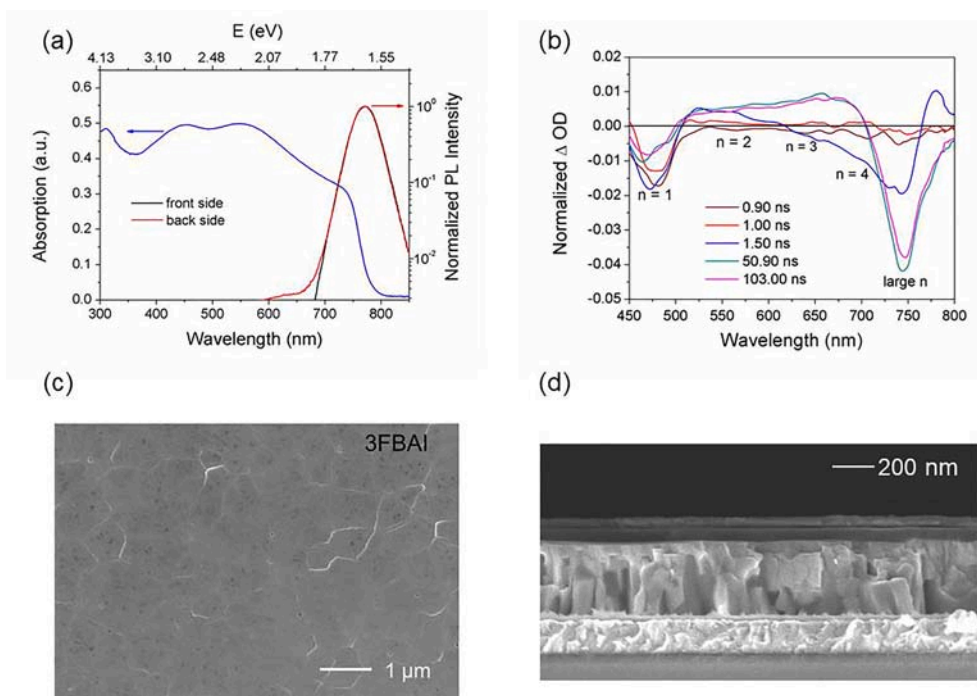 (a)
E (eV)
4.13 3.10 2.48 2.07 1.77 1.55
0.6
0.5
0.4
0.3
0.2
0.1
0.0
Absorption (a.u.)
front side
back side
10⁰
10⁻¹
10⁻²
Normalized PL Intensity
300 400 500 600 700 800
Wavelength (nm)
(b)
0.02
0.01
0.00
-0.01
-0.02
-0.03
-0.04
-0.05
Normalized Δ OD
n = 1
n = 2
n = 3
n = 4
large n
0.90 ns
1.00 ns
1.50 ns
50.90 ns
103.00 ns
450 500 550 600 650 700 750 800
Wavelength (nm)
(c)
3FBAI
1 μm
(d)
200 nm